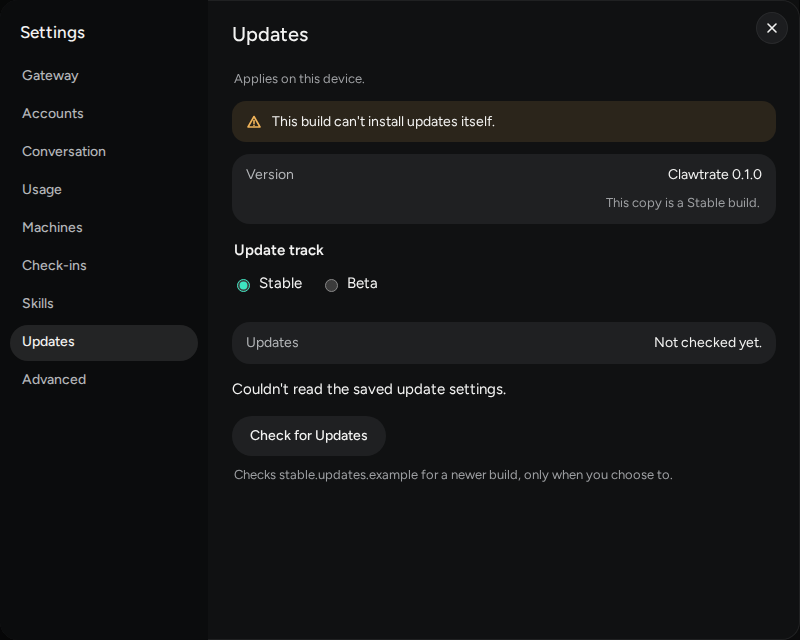 Settings
Gateway
Accounts
Conversation
Usage
Machines
Check-ins
Skills
Updates
Advanced
Updates
Applies on this device.
This build can't install updates itself.
Version Clawtrate 0.1.0
This copy is a Stable build.
Update track
Stable Beta
Updates Not checked yet.
Couldn't read the saved update settings.
Check for Updates
Checks stable.updates.example for a newer build, only when you choose to.